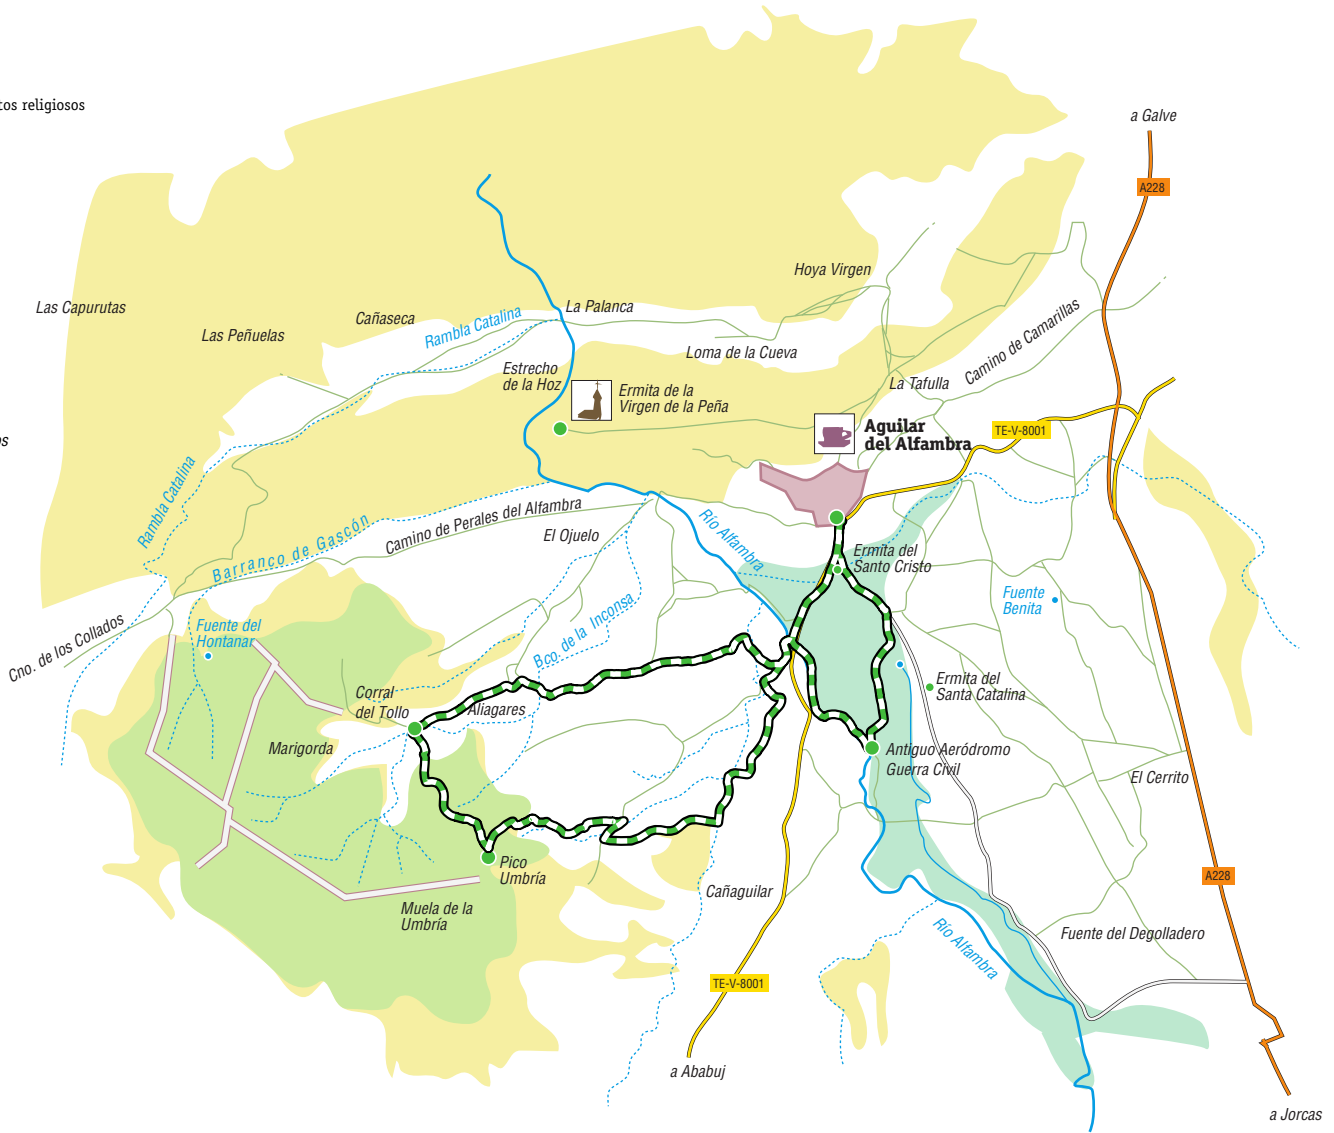 tos religiosos
a Galve
A228
Hoya Virgen
Las Capurutas
La Palanca
Cañaseca
Rambla Catalina
Las Peñuelas
Camino de Camarillas
Loma de la Cueva
Estrecho
de la Hoz
Ermita de la
Virgen de la Peña
La Tafulla
Aguilar
del Alfambra
TE-V-8001
os
Rambla Catalina
Barranco de Gascón
Camino de Perales del Alfambra
El Ojuelo
Río Alfambra
Ermita del
Santo Cristo
Fuente
Benita
Bco. de la Inconsa
Fuente del
Hontanar
Cno. de los Collados
Ermita del
Santa Catalina
Corral
del Tollo
Aliagares
Marigorda
Antiguo Aeródromo
Guerra Civil
El Cerrito
Pico
Umbría
A228
Cañaguilar
Muela de la
Umbría
Río Alfambra
Fuente del Degolladero
TE-V-8001
a Ababuj
a Jorcas